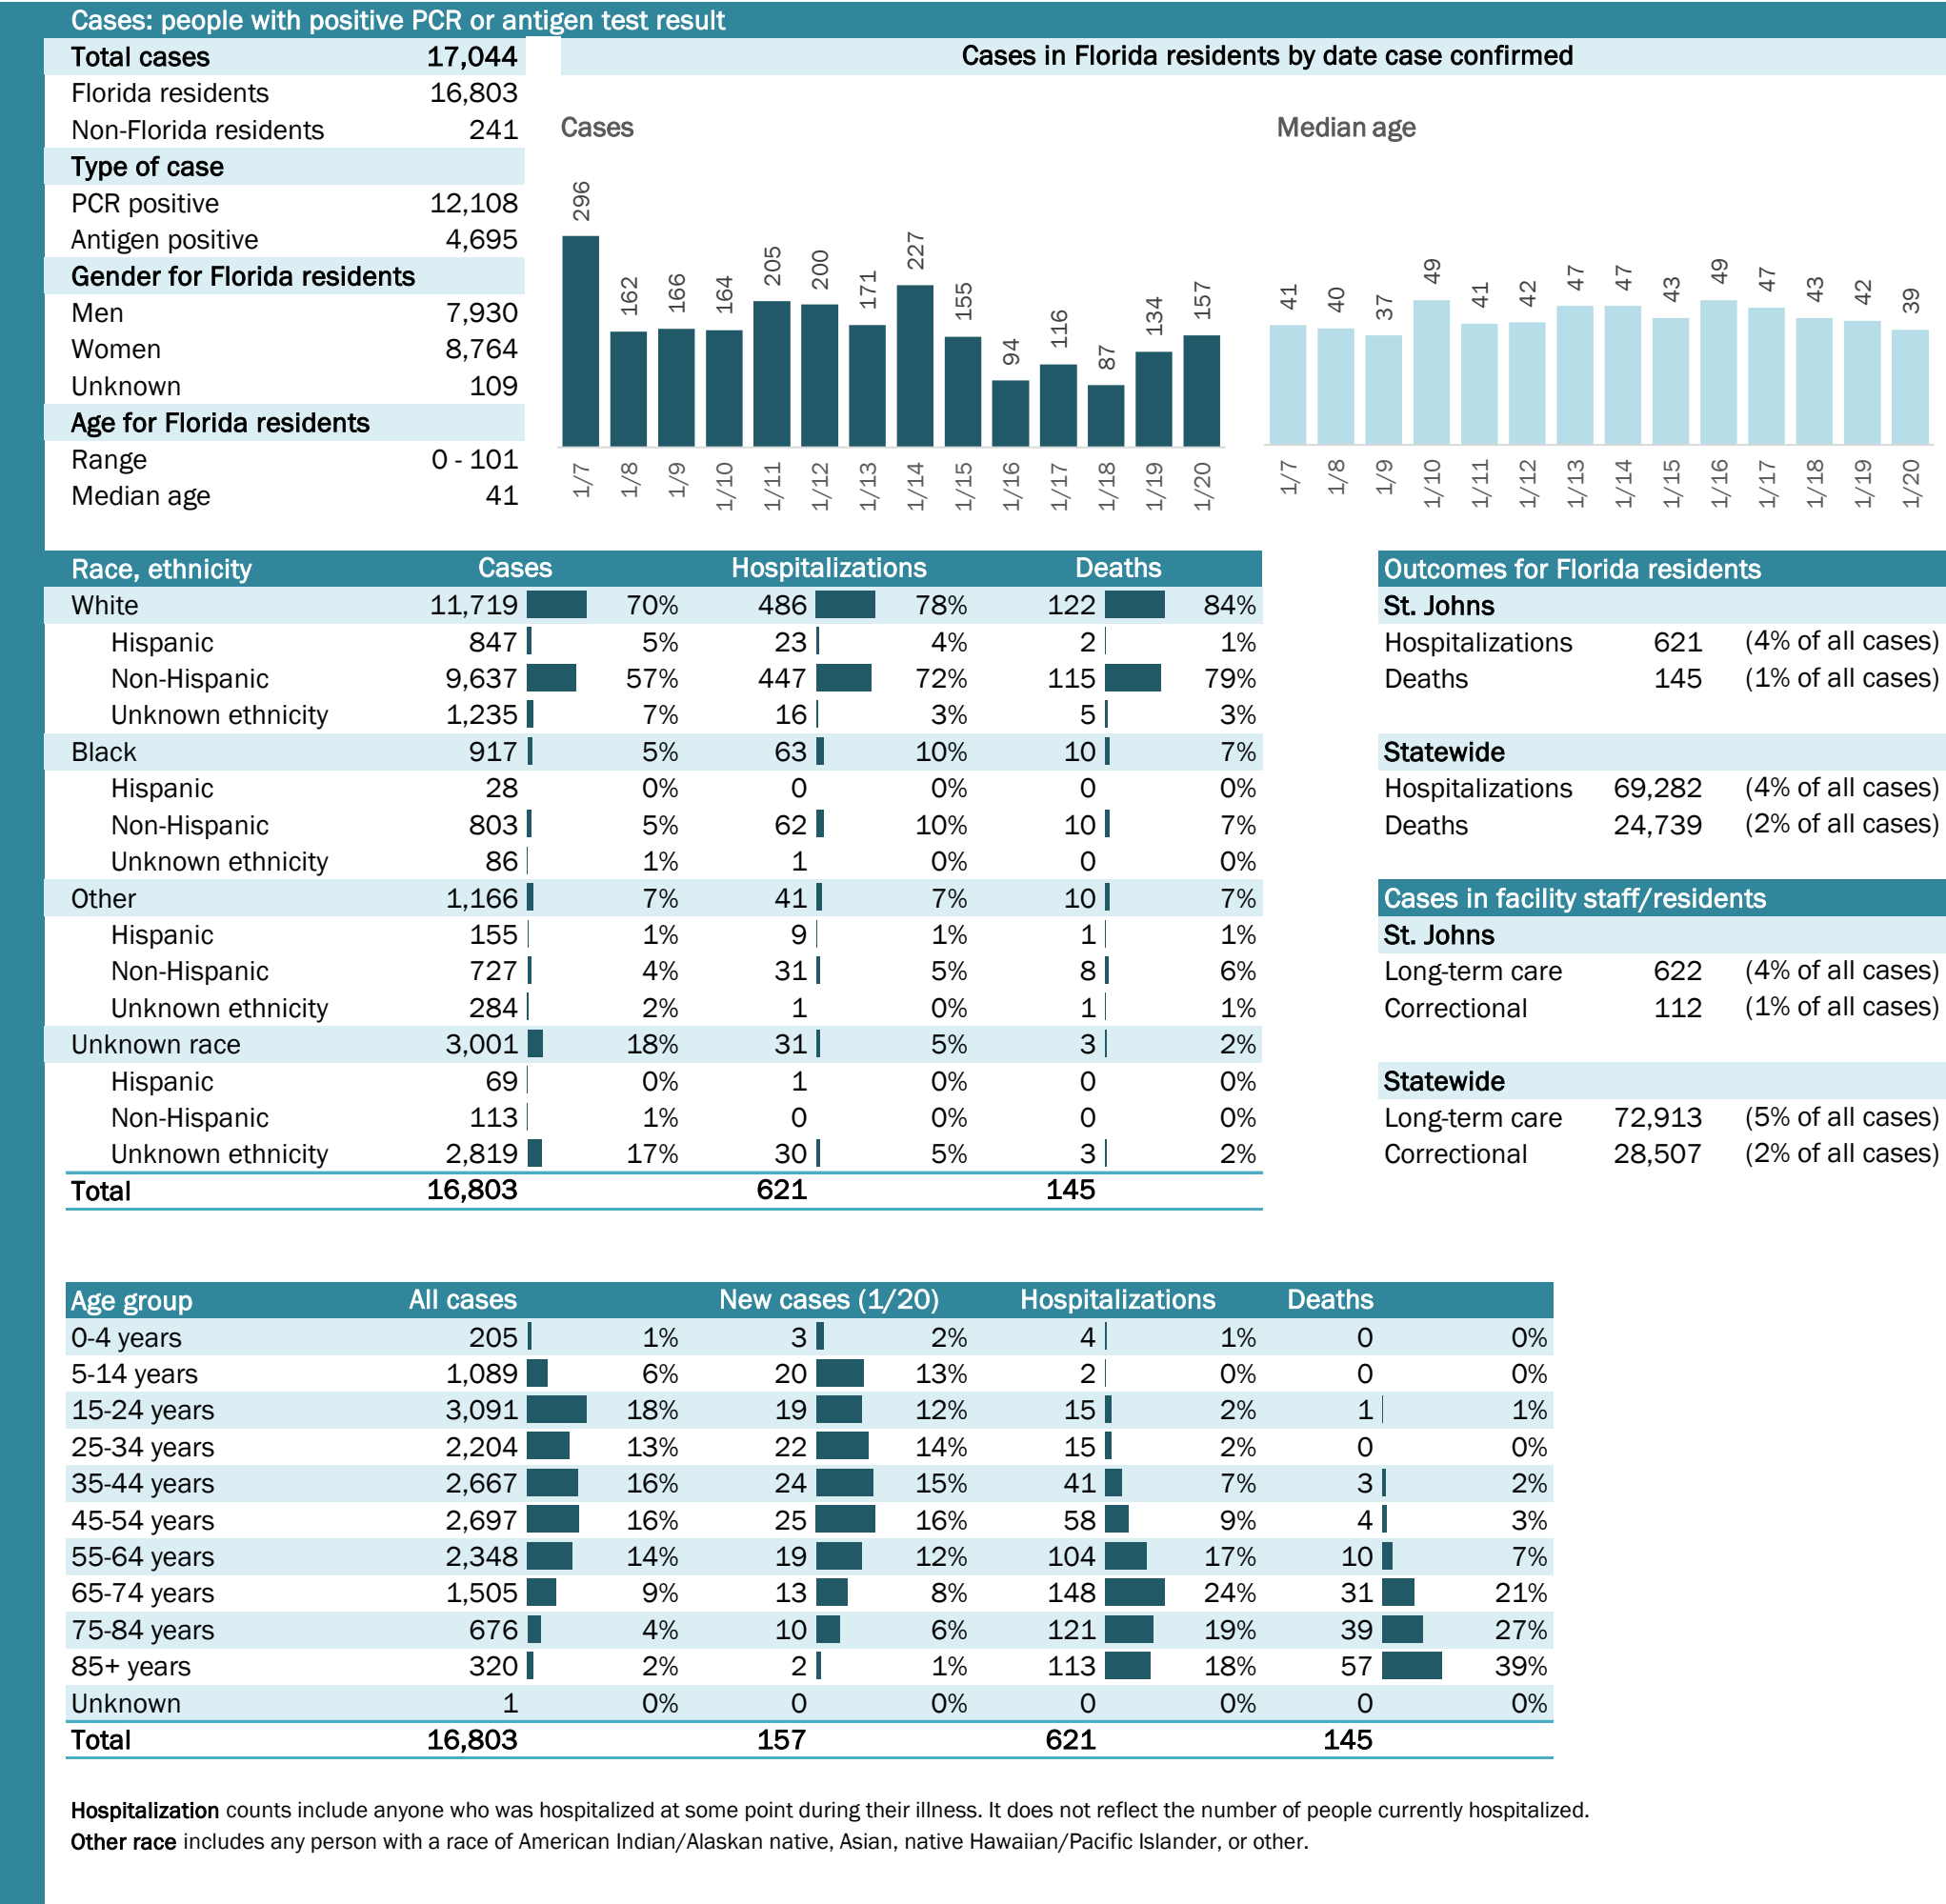 Cases: people with positive PCR or antigen test result
Total cases 17,044
Florida residents 16,803
Non-Florida residents 241
Type of case
PCR positive 12,108
Antigen positive 4,695
Gender for Florida residents
Men 7,930
Women 8,764
Unknown 109
Age for Florida residents
Range 0 - 101
Median age 41
Cases in Florida residents by date case confirmed
Cases
296 162 166 164 205 200 171 227 155 94 116 87 134 157
1/7 1/8 1/9 1/10 1/11 1/12 1/13 1/14 1/15 1/16 1/17 1/18 1/19 1/20
Median age
41 40 37 49 41 42 47 47 43 49 47 43 42 39
1/7 1/8 1/9 1/10 1/11 1/12 1/13 1/14 1/15 1/16 1/17 1/18 1/19 1/20
Race, ethnicity Cases Hospitalizations Deaths
White 11,719 70% 486 78% 122 84%
Hispanic 847 5% 23 4% 2 1%
Non-Hispanic 9,637 57% 447 72% 115 79%
Unknown ethnicity 1,235 7% 16 3% 5 3%
Black 917 5% 63 10% 10 7%
Hispanic 28 0% 0 0% 0 0%
Non-Hispanic 803 5% 62 10% 10 7%
Unknown ethnicity 86 1% 1 0% 0 0%
Other 1,166 7% 41 7% 10 7%
Hispanic 155 1% 9 1% 1 1%
Non-Hispanic 727 4% 31 5% 8 6%
Unknown ethnicity 284 2% 1 0% 1 1%
Unknown race 3,001 18% 31 5% 3 2%
Hispanic 69 0% 1 0% 0 0%
Non-Hispanic 113 1% 0 0% 0 0%
Unknown ethnicity 2,819 17% 30 5% 3 2%
Total 16,803 621 145
Outcomes for Florida residents
St. Johns
Hospitalizations 621 (4% of all cases)
Deaths 145 (1% of all cases)
Statewide
Hospitalizations 69,282 (4% of all cases)
Deaths 24,739 (2% of all cases)
Cases in facility staff/residents
St. Johns
Long-term care 622 (4% of all cases)
Correctional 112 (1% of all cases)
Statewide
Long-term care 72,913 (5% of all cases)
Correctional 28,507 (2% of all cases)
Age group All cases New cases (1/20) Hospitalizations Deaths
0-4 years 205 1% 3 2% 4 1% 0 0%
5-14 years 1,089 6% 20 13% 2 0% 0 0%
15-24 years 3,091 18% 19 12% 15 2% 1 1%
25-34 years 2,204 13% 22 14% 15 2% 0 0%
35-44 years 2,667 16% 24 15% 41 7% 3 2%
45-54 years 2,697 16% 25 16% 58 9% 4 3%
55-64 years 2,348 14% 19 12% 104 17% 10 7%
65-74 years 1,505 9% 13 8% 148 24% 31 21%
75-84 years 676 4% 10 6% 121 19% 39 27%
85+ years 320 2% 2 1% 113 18% 57 39%
Unknown 1 0% 0 0% 0 0% 0 0%
Total 16,803 157 621 145
Hospitalization counts include anyone who was hospitalized at some point during their illness. It does not reflect the number of people currently hospitalized.
Other race includes any person with a race of American Indian/Alaskan native, Asian, native Hawaiian/Pacific Islander, or other.